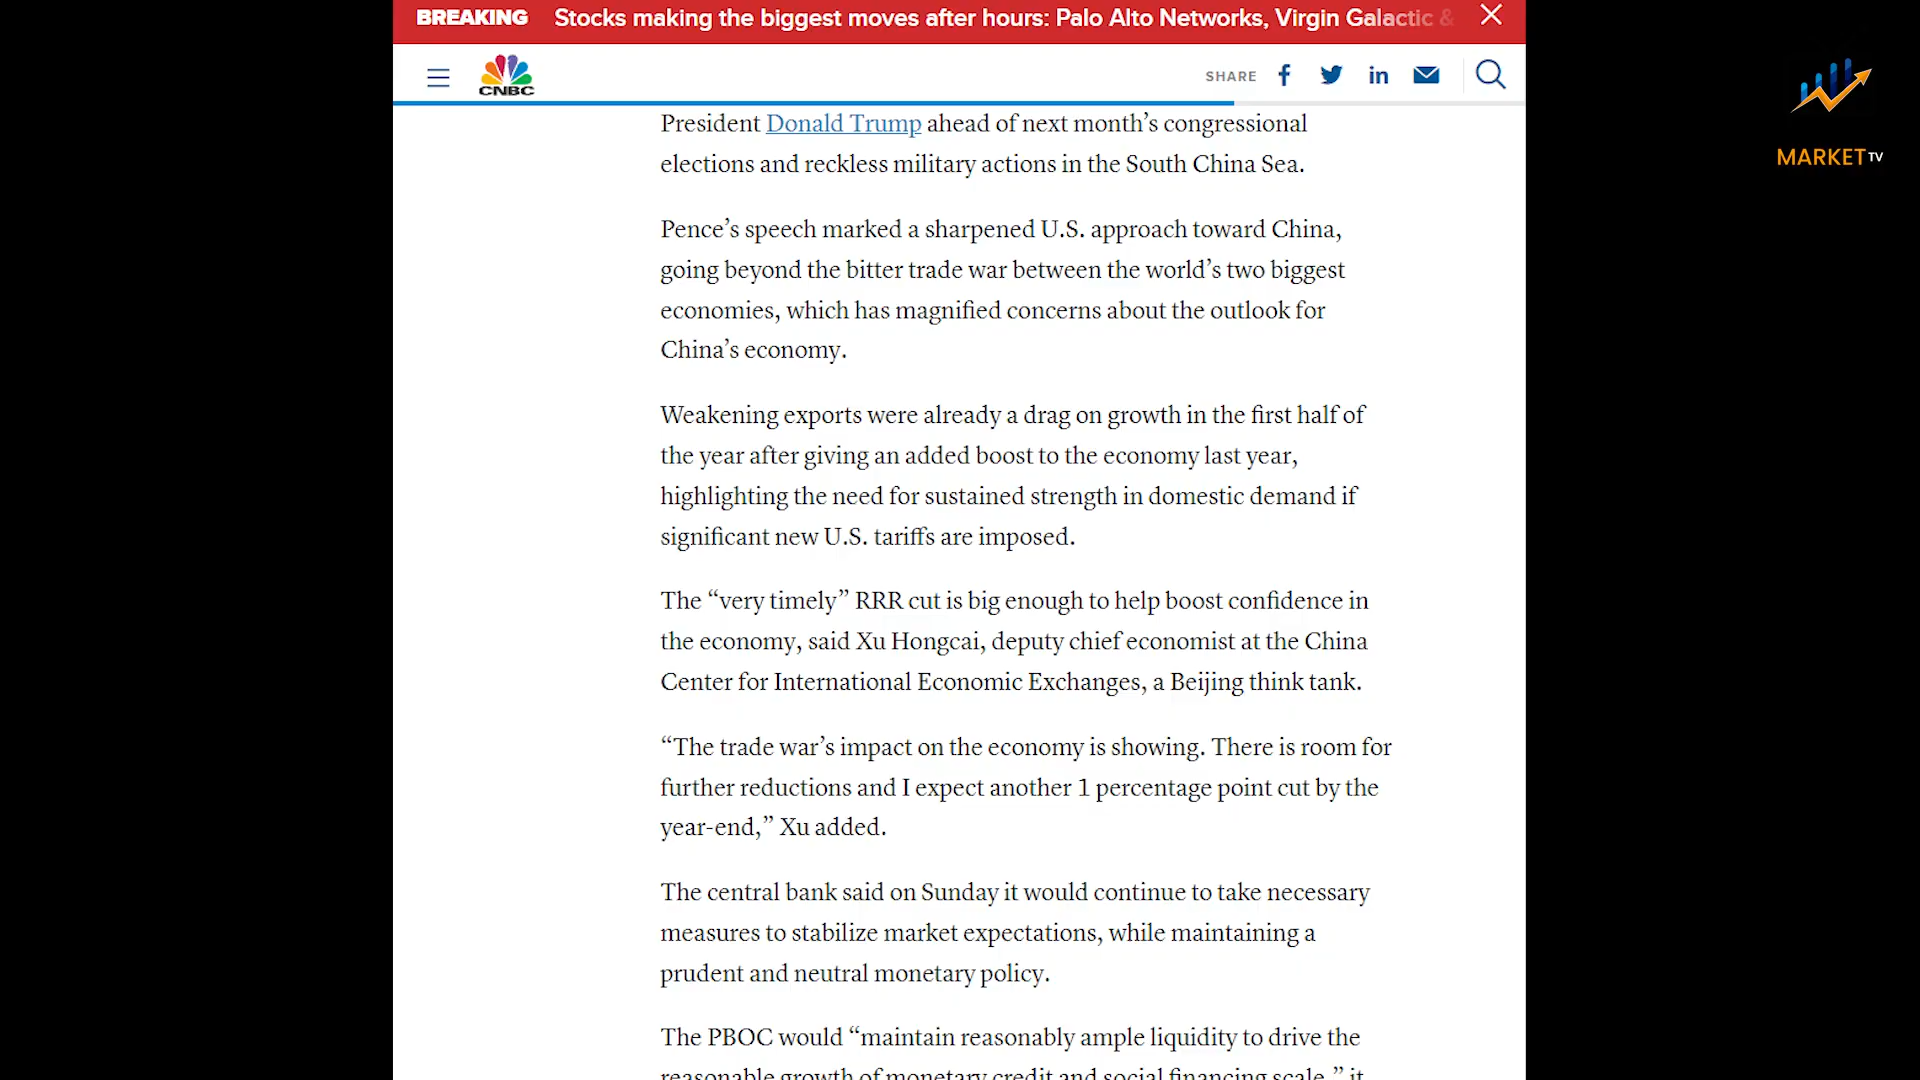 BREAKING Stocks making the biggest moves after hours: Palo Alto Networks, Virgin Galactic &
CNBC
SHARE
MARKET TV
President Donald Trump ahead of next month’s congressional
elections and reckless military actions in the South China Sea.
Pence’s speech marked a sharpened U.S. approach toward China,
going beyond the bitter trade war between the world’s two biggest
economies, which has magnified concerns about the outlook for
China’s economy.
Weakening exports were already a drag on growth in the first half of
the year after giving an added boost to the economy last year,
highlighting the need for sustained strength in domestic demand if
significant new U.S. tariffs are imposed.
The “very timely” RRR cut is big enough to help boost confidence in
the economy, said Xu Hongcai, deputy chief economist at the China
Center for International Economic Exchanges, a Beijing think tank.
“The trade war’s impact on the economy is showing. There is room for
further reductions and I expect another 1 percentage point cut by the
year-end,” Xu added.
The central bank said on Sunday it would continue to take necessary
measures to stabilize market expectations, while maintaining a
prudent and neutral monetary policy.
The PBOC would “maintain reasonably ample liquidity to drive the
reasonable growth of monetary credit and social financing scale,” it